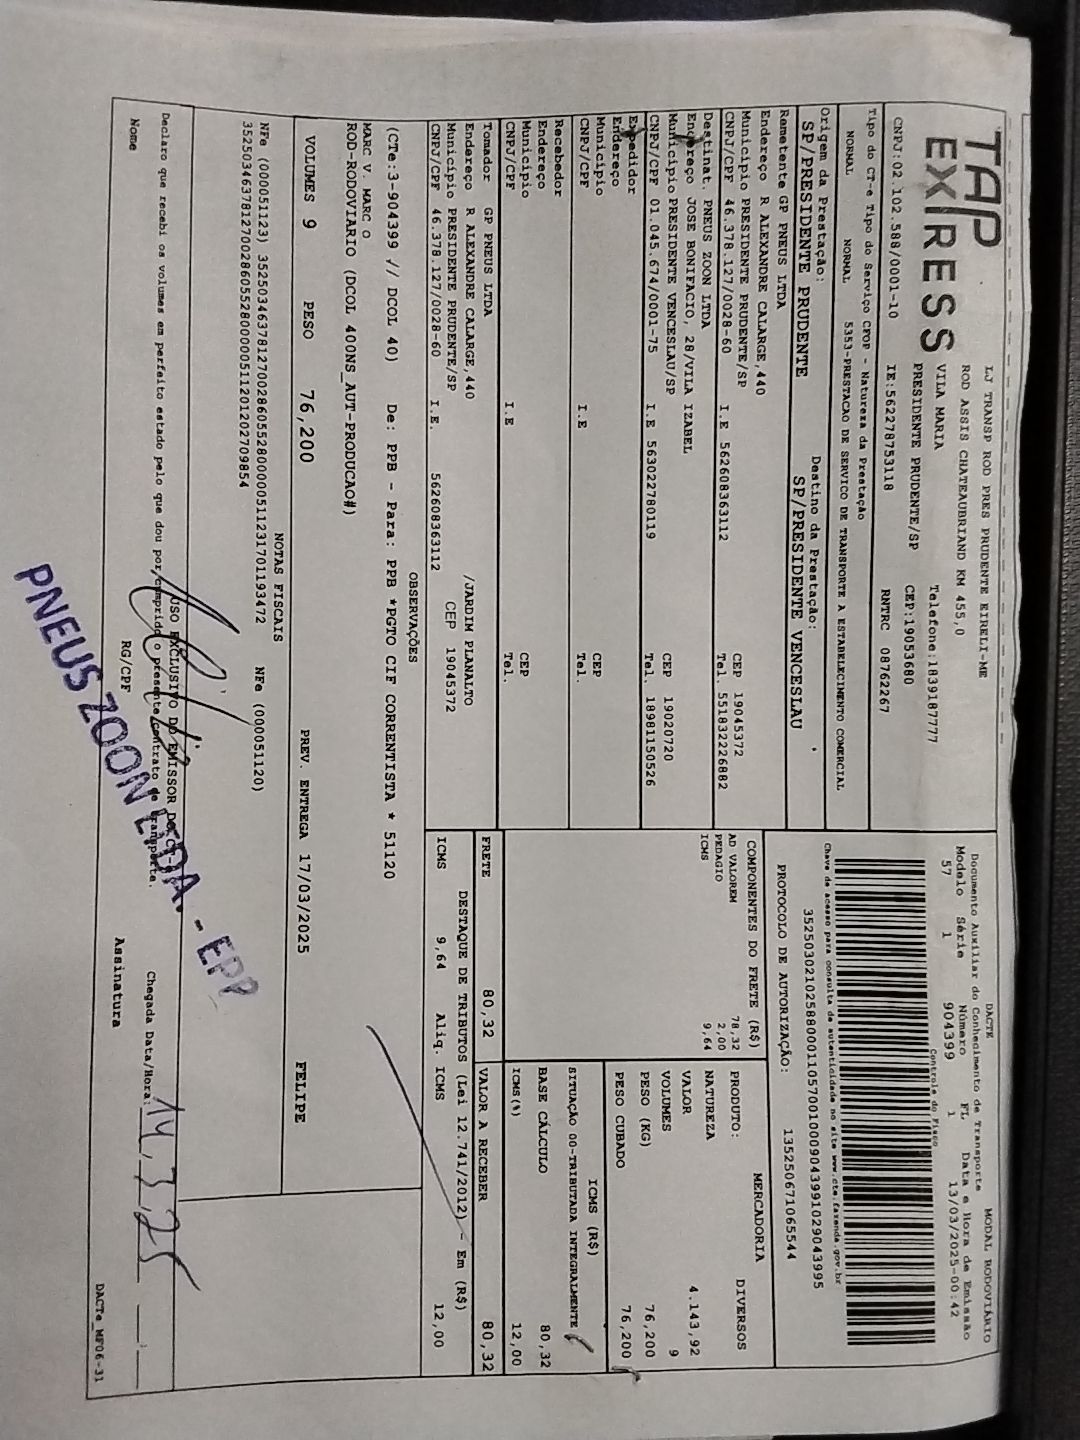 TAP
EXPRESS
LJ TRANSP ROD PRES PRUDENTE EIRELI-ME
ROD ASSIS CHATEAUBRIAND KM 455,0
VILA MARIA Telefone:1839187777
PRESIDENTE PRUDENTE/SP CEP:19053680
CNPJ:02.102.588/0001-10 IE:562278753118 RNTRC 08762267
DACTE MODAL RODOVIÁRIO
Documento Auxiliar do Conhecimento de Transporte
Modelo Série Número FL Data e Hora de Emissão
57 1 904399 1 13/03/2025-00:42
Controle do Fisco
Chave de acesso para consulta de autenticidade no site www.cte.fazenda.gov.br
PROTOCOLO DE AUTORIZAÇÃO: 135250671065544
Tipo do CT-e Tipo do Serviço CFOP - Natureza da Prestação
NORMAL NORMAL 5353-PRESTACAO DE SERVICO DE TRANSPORTE A ESTABELECIMENTO COMERCIAL
Origem da Prestação: Destino da Prestação:
SP/PRESIDENTE PRUDENTE SP/PRESIDENTE VENCESLAU
Remetente GP PNEUS LTDA
Endereço R ALEXANDRE CALARGE,440 CEP 19045372
Município PRESIDENTE PRUDENTE/SP Tel. 551832226882
CNPJ/CPF 46.378.127/0028-60 I.E 562608363112
Destinat. PNEUS ZOON LTDA
Endereço JOSE BONIFACIO, 28/VILA IZABEL
Município PRESIDENTE VENCESLAU/SP CEP 19020720
CNPJ/CPF 01.045.674/0001-75 I.E 563022780119 Tel. 18981150526
Expedidor
Endereço
Município CEP
CNPJ/CPF I.E Tel.
Recebedor
Endereço
Município CEP
CNPJ/CPF I.E Tel.
Tomador GP PNEUS LTDA
Endereço R ALEXANDRE CALARGE,440 /JARDIM PLANALTO
Município PRESIDENTE PRUDENTE/SP CEP 19045372
CNPJ/CPF 46.378.127/0028-60 I.E. 562608363112
COMPONENTES DO FRETE (R$)
AD VALOREM 78,32
PEDAGIO 2,00
ICMS 9,64
MERCADORIA
PRODUTO: DIVERSOS
NATUREZA
VALOR 4.143,92
VOLUMES 9
PESO (KG) 76,200
PESO CUBADO 76,200
ICMS (R$)
SITUAÇÃO 00-TRIBUTADA INTEGRALMENTE
BASE CÁLCULO 80,32
ICMS(%) 12,00
FRETE 80,32 VALOR A RECEBER 80,32
DESTAQUE DE TRIBUTOS (Lei 12.741/2012) - Em (R$)
ICMS 9,64 Aliq. ICMS 12,00
OBSERVAÇÕES
(CTe:3-904399 // DCOL 40) De: PPB - Para: PPB *PGTO CIF CORRENTISTA * 51120
MARC V. MARC O
ROD-RODOVIARIO (DCOL 400NS_AUT-PRODUCAO#)
VOLUMES 9 PESO 76,200 PREV. ENTREGA 17/03/2025 FELIPE
NOTAS FISCAIS
NFe (000051123) NFe (000051120)
USO EXCLUSIVO DO EMISSOR DO
Declaro que recebi os volumes em perfeito estado pelo que dou por cumprido o presente contrato de transporte.
Chegada Data/Hora: 14/3/25
Nome RG/CPF Assinatura
PNEUS ZOON LTDA. - EPP
DACTe_MF06-31